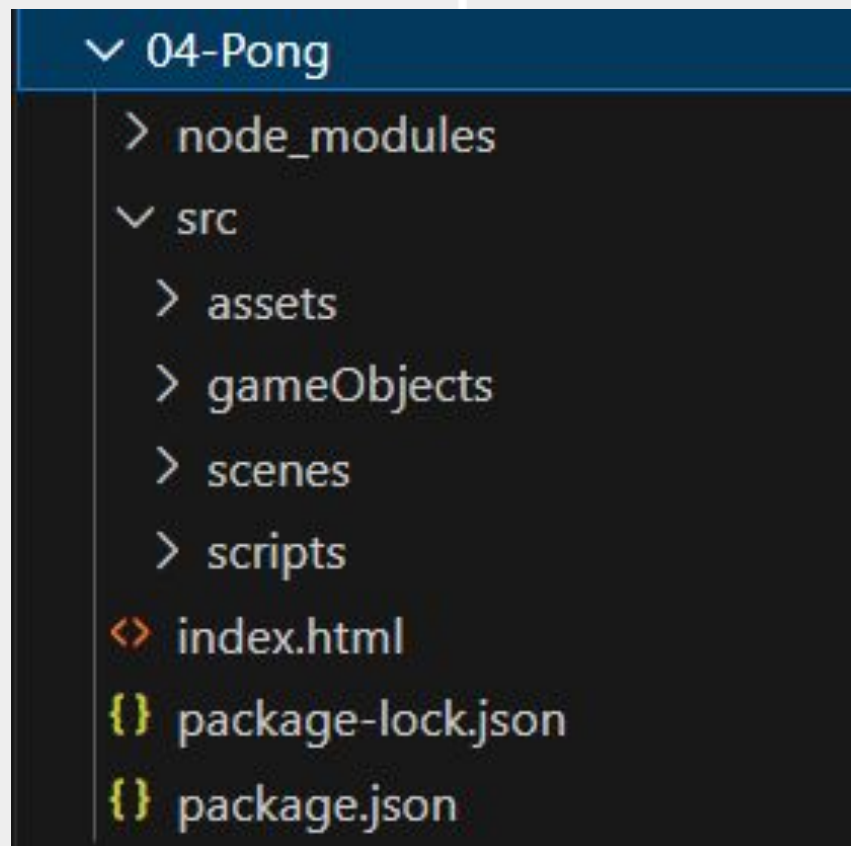 04-Pong
node_modules
src
assets
gameObjects
scenes
scripts
<> index.html
{} package-lock.json
{} package.json